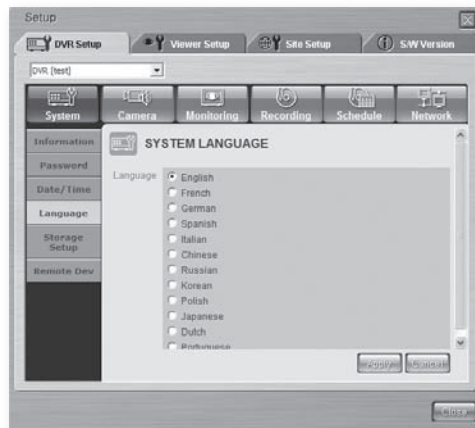 Setup
DVR Setup
Viewer Setup
Site Setup
S/W Version
DVR [test]
System
Camera
Monitoring
Recording
Schedule
Network
Information
Password
Date/Time
Language
Storage
Setup
Remote Dev
SYSTEM LANGUAGE
Language
English
French
German
Spanish
Italian
Chinese
Russian
Korean
Polish
Japanese
Dutch
Portuguese
Apply
Cancel
Close